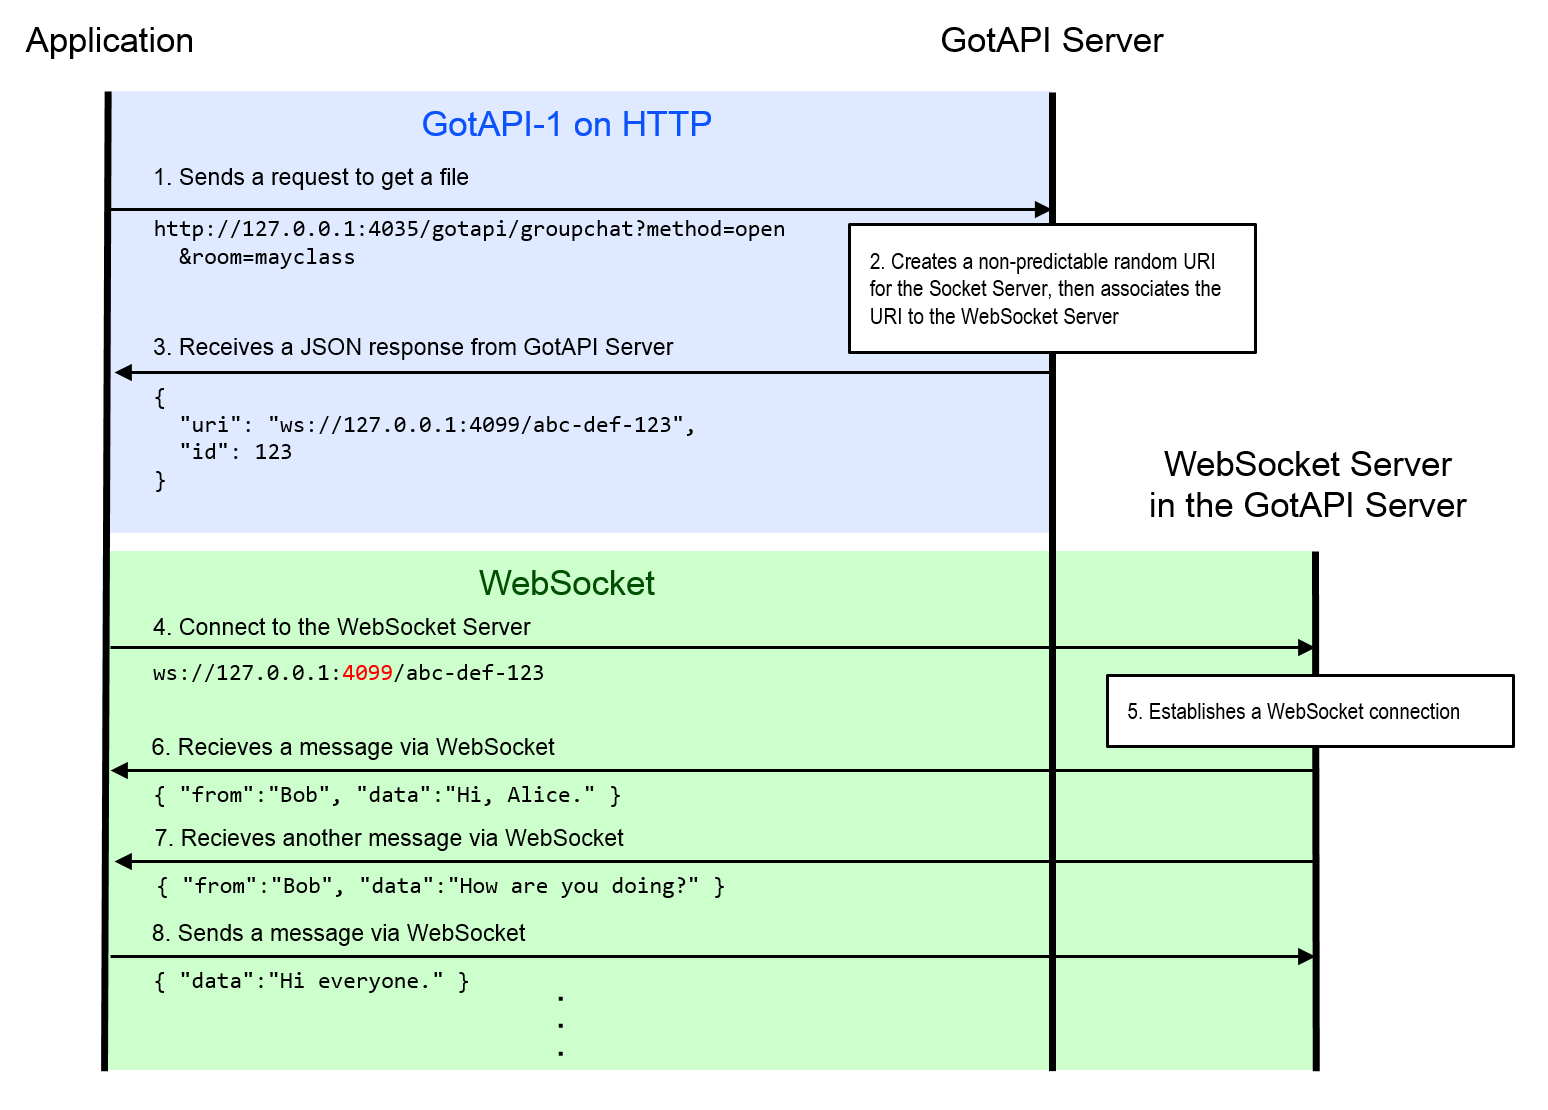 Application
GotAPI Server
GotAPI-1 on HTTP
1. Sends a request to get a file
http://127.0.0.1:4035/gotapi/groupchat?method=open
&room=mayclass
2. Creates a non-predictable random URI
for the Socket Server, then associates the
URI to the WebSocket Server
3. Receives a JSON response from GotAPI Server
{
"uri": "ws://127.0.0.1:4099/abc-def-123",
"id": 123
}
WebSocket Server
in the GotAPI Server
WebSocket
4. Connect to the WebSocket Server
ws://127.0.0.1:4099/abc-def-123
5. Establishes a WebSocket connection
6. Recieves a message via WebSocket
{ "from":"Bob", "data":"Hi, Alice." }
7. Recieves another message via WebSocket
{ "from":"Bob", "data":"How are you doing?" }
8. Sends a message via WebSocket
{ "data":"Hi everyone." }
.
.
.